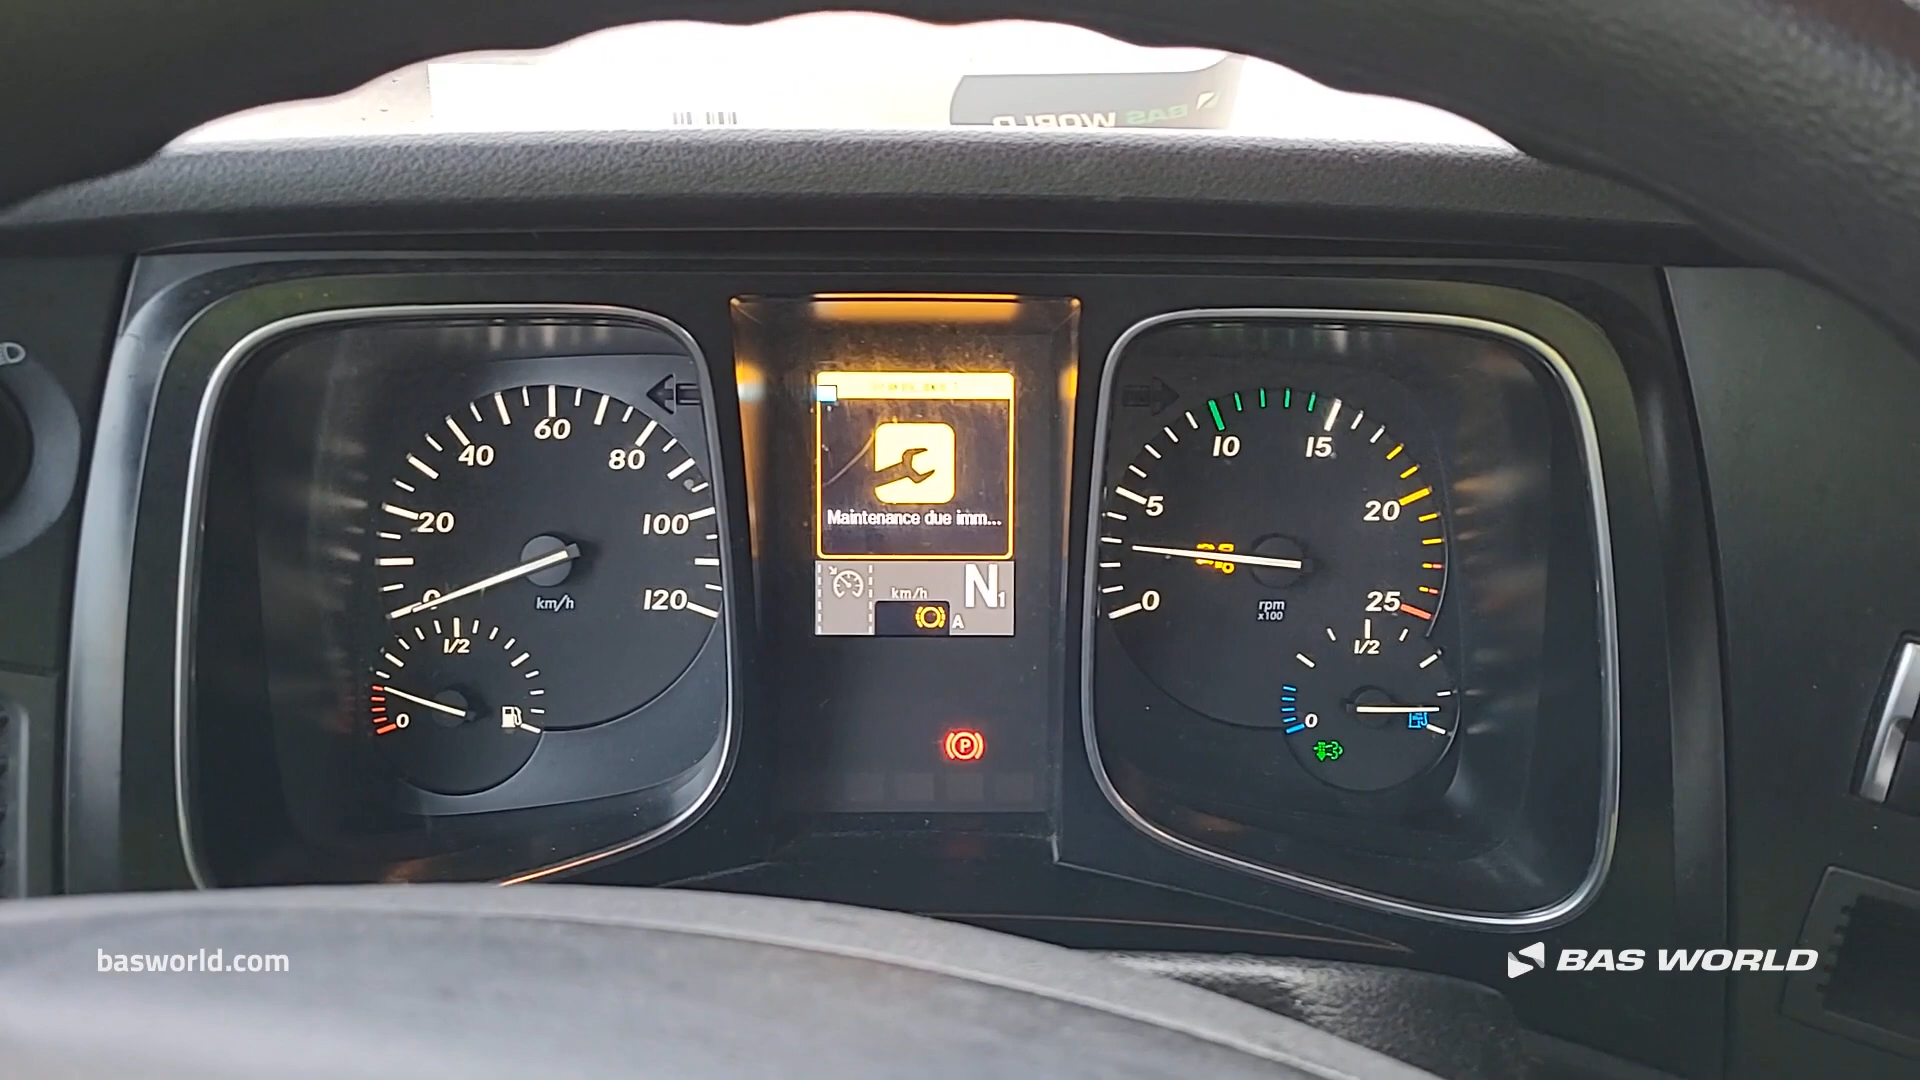 BAS WORLD
20
40
60
80
100
120
0
km/h
1/2
0
Maintenance due imm...
km/h
N1
A
P
0
5
10
15
20
25
rpm
x100
1/2
0
basworld.com
BAS WORLD